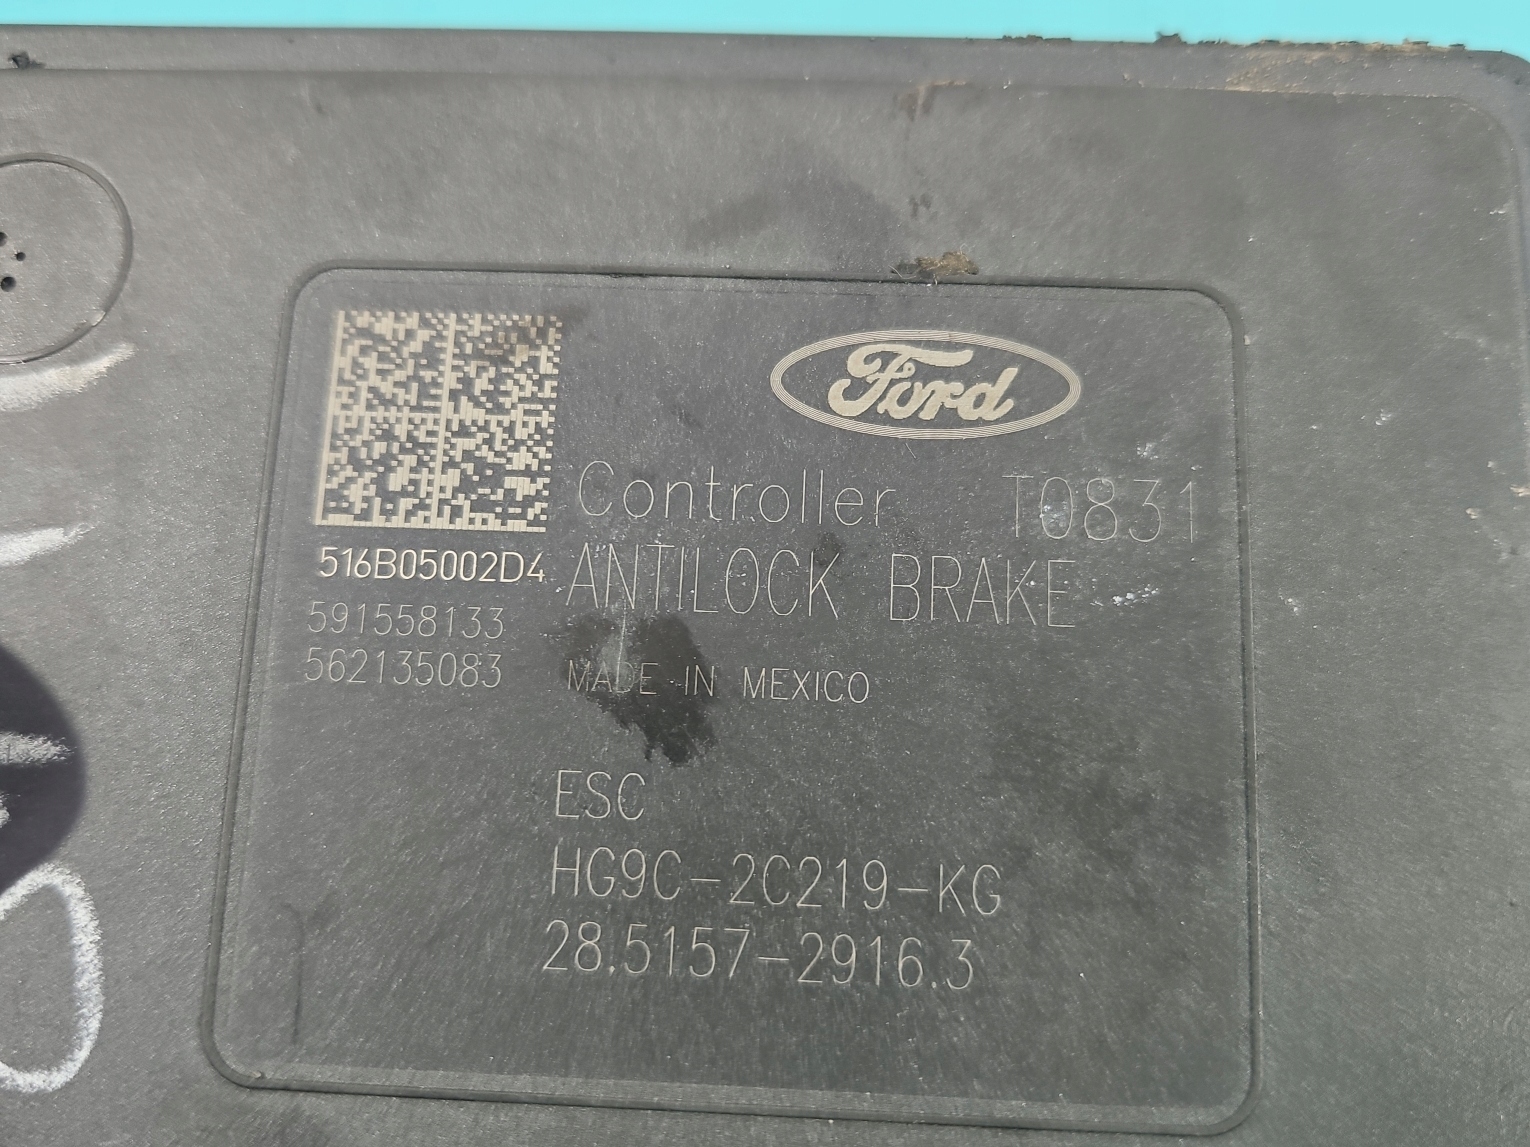 Ford
Controller T0831
ANTILOCK BRAKE
MADE IN MEXICO
516B05002D4
591558133
562135083
ESC
HG9C-2C219-KG
28.5157-2916.3